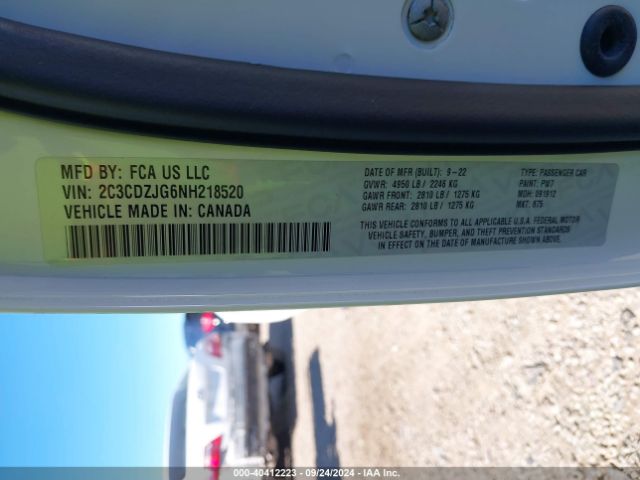 MFD BY: FCA US LLC
VIN: 2C3CDZJG6NH218520
VEHICLE MADE IN: CANADA
DATE OF MFR (BUILT): 9-22
GVWR: 4950 LB / 2246 KG
GAWR FRONT: 2810 LB / 1275 KG
GAWR REAR: 2810 LB / 1275 KG
TYPE: PASSENGER CAR
PAINT: PW7
MDH: 091912
MKT: 675
THIS VEHICLE CONFORMS TO ALL APPLICABLE U.S.A. FEDERAL MOTOR
VEHICLE SAFETY, BUMPER, AND THEFT PREVENTION STANDARDS
IN EFFECT ON THE DATE OF MANUFACTURE SHOWN ABOVE.
000-40412223 - 09/24/2024 - IAA Inc.